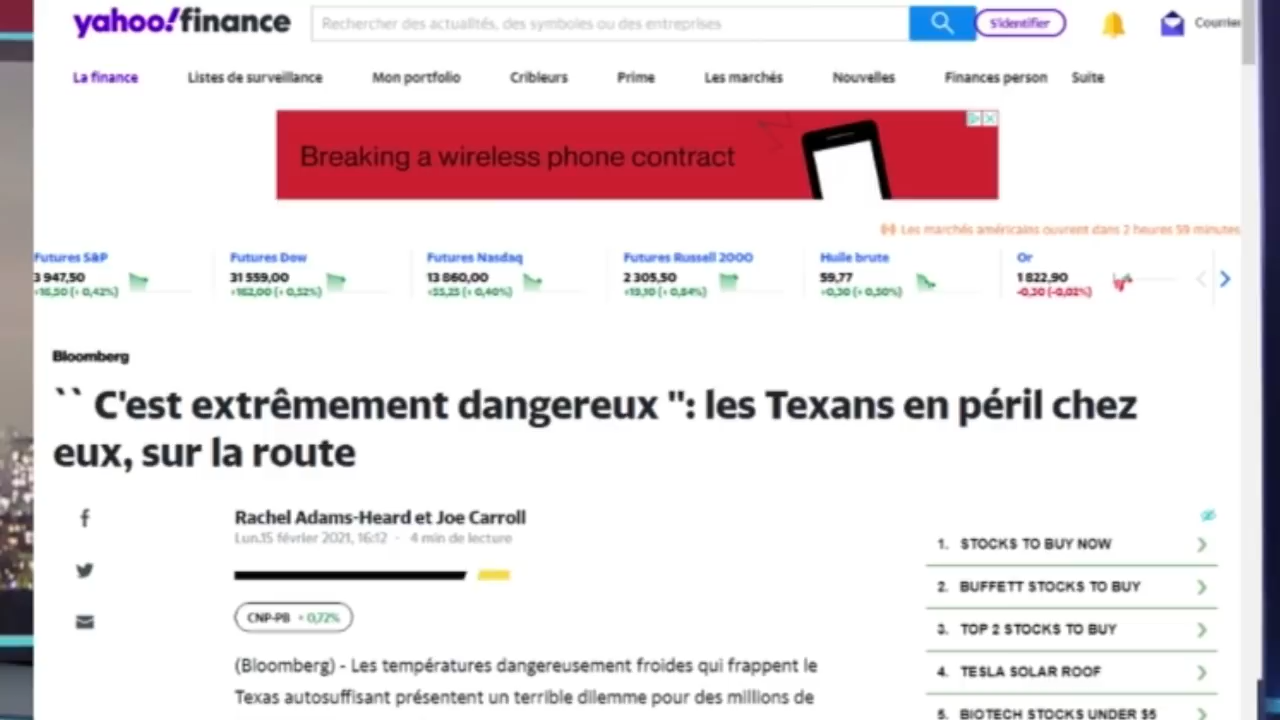 yahoo!finance
Rechercher des actualités, des symboles ou des entreprises
S'identifier
Courrier
La finance
Listes de surveillance
Mon portfolio
Cribleurs
Prime
Les marchés
Nouvelles
Finances person
Suite
Breaking a wireless phone contract
Les marchés américains ouvrent dans 2 heures 59 minutes
Futures S&P
3 947,50
+16,50 (+ 0,42%)
Futures Dow
31 559,00
+162,00 (+ 0,52%)
Futures Nasdaq
13 860,00
+55,25 (+ 0,40%)
Futures Russell 2000
2 305,50
+19,10 (+ 0,84%)
Huile brute
59,77
+0,30 (+ 0,50%)
Or
1 822,90
-0,30 (-0,02%)
Bloomberg
`` C'est extrêmement dangereux '': les Texans en péril chez
eux, sur la route
Rachel Adams-Heard et Joe Carroll
Lun.15 février 2021, 16:12 · 4 min de lecture
CNP-PB + 0,72%
(Bloomberg) - Les températures dangereusement froides qui frappent le
Texas autosuffisant présentent un terrible dilemme pour des millions de
1. STOCKS TO BUY NOW
2. BUFFETT STOCKS TO BUY
3. TOP 2 STOCKS TO BUY
4. TESLA SOLAR ROOF
5. BIOTECH STOCKS UNDER $5